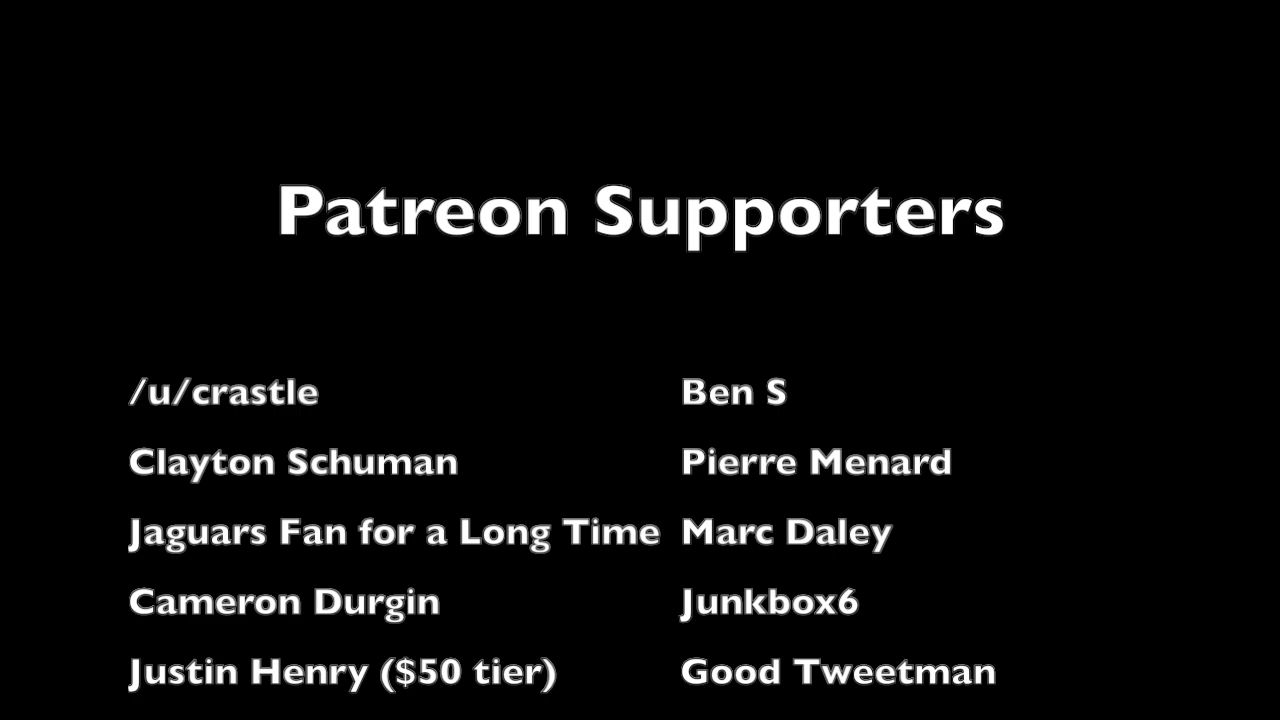 Patreon Supporters
/u/crastle
Ben S
Clayton Schuman
Pierre Menard
Jaguars Fan for a Long Time
Marc Daley
Cameron Durgin
Junkbox6
Justin Henry ($50 tier)
Good Tweetman